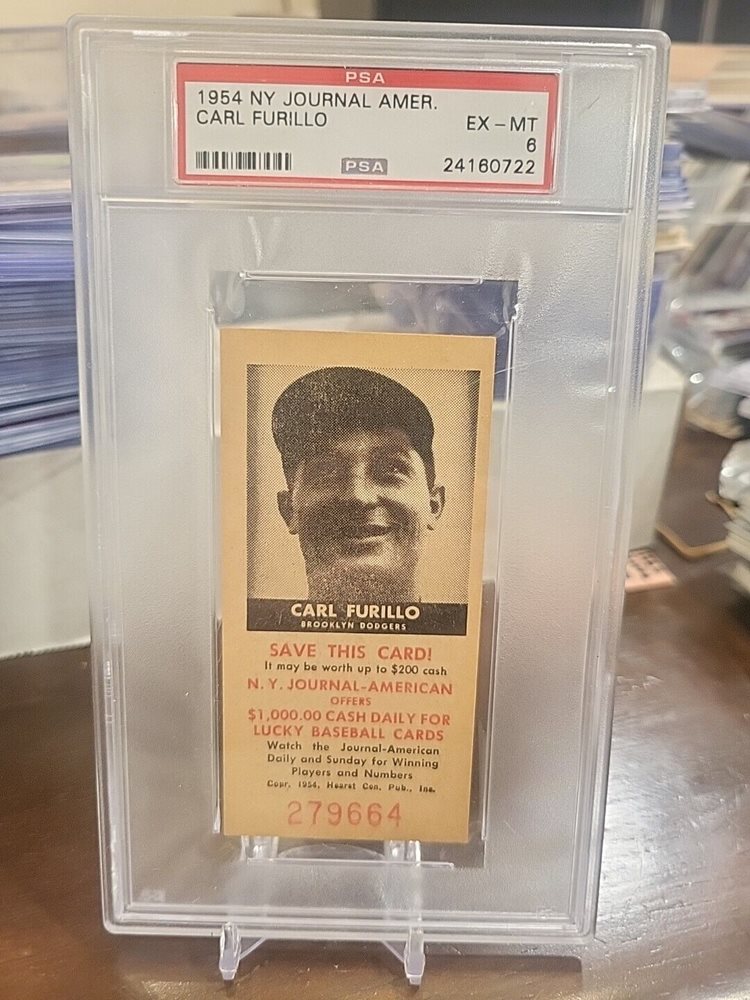 PSA
1954 NY JOURNAL AMER.
CARL FURILLO
EX-MT
6
PSA
24160722
CARL FURILLO
BROOKLYN DODGERS
SAVE THIS CARD!
It may be worth up to $200 cash
N. Y. JOURNAL-AMERICAN
OFFERS
$1,000.00 CASH DAILY FOR
LUCKY BASEBALL CARDS
Watch the Journal-American
Daily and Sunday for Winning
Players and Numbers
Copr. 1954, Hearst Con. Pub., Inc.
279664